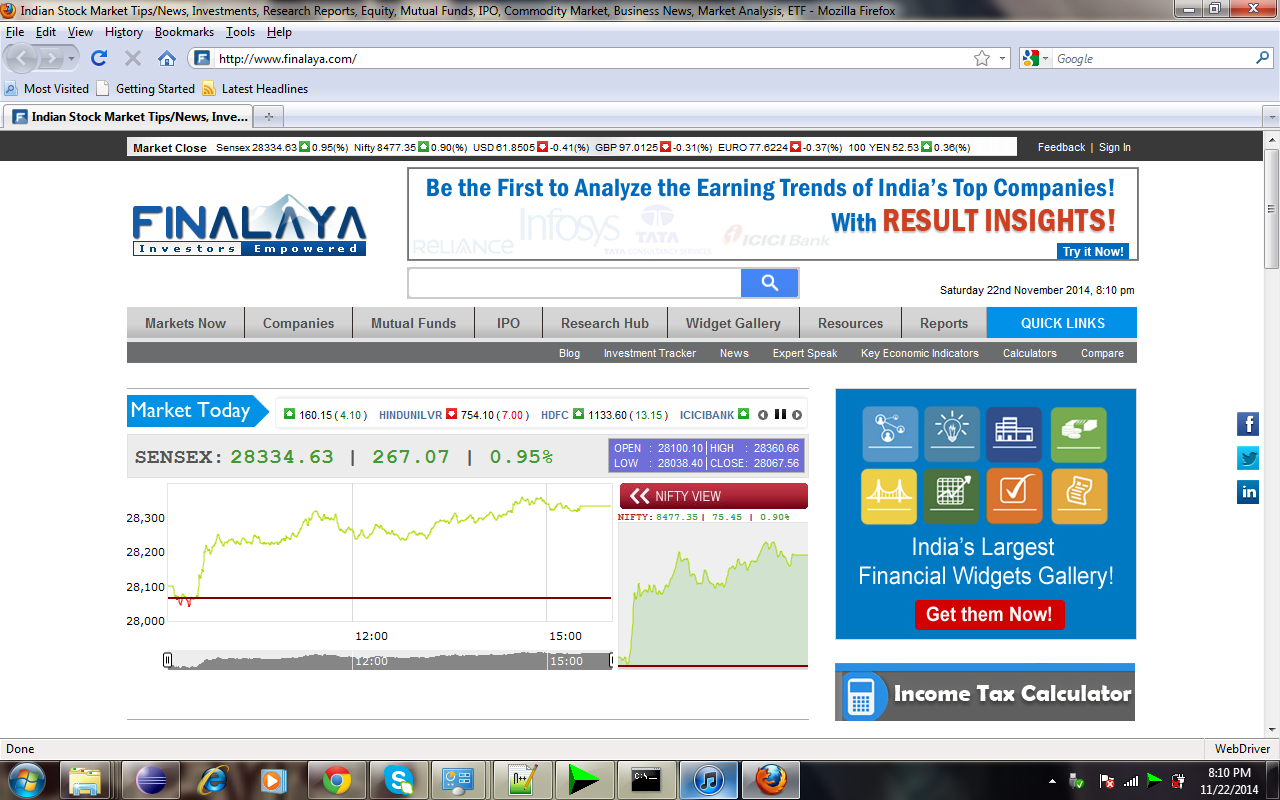 Indian Stock Market Tips/News, Investments, Research Reports, Equity, Mutual Funds, IPO, Commodity Market, Business News, Market Analysis, ETF - Mozilla Firefox
File Edit View History Bookmarks Tools Help
http://www.finalaya.com/
Google
Most Visited Getting Started Latest Headlines
Indian Stock Market Tips/News, Inve...
Market Close Sensex 28334.63 0.95(%) Nifty 8477.35 0.90(%) USD 61.8505 -0.41(%) GBP 97.0125 -0.31(%) EURO 77.6224 -0.37(%) 100 YEN 52.53 0.36(%)
Feedback | Sign In
FINALAYA
Investors Empowered
Be the First to Analyze the Earning Trends of India's Top Companies!
With RESULT INSIGHTS!
RELIANCE Infosys TATA TATA CONSULTANCY SERVICES ICICI Bank
Try it Now!
Saturday 22nd November 2014, 8:10 pm
Markets Now Companies Mutual Funds IPO Research Hub Widget Gallery Resources Reports QUICK LINKS
Blog Investment Tracker News Expert Speak Key Economic Indicators Calculators Compare
Market Today
160.15 ( 4.10 ) HINDUNILVR 754.10 ( 7.00 ) HDFC 1133.60 ( 13.15 ) ICICIBANK
SENSEX: 28334.63 | 267.07 | 0.95%
OPEN : 28100.10 HIGH : 28360.66
LOW : 28038.40 CLOSE : 28067.56
NIFTY VIEW
NIFTY: 8477.35 | 75.45 | 0.90%
28,300
28,200
28,100
28,000
12:00 15:00
12:00 15:00
India's Largest
Financial Widgets Gallery!
Get them Now!
Income Tax Calculator
f
in
Done
WebDriver
C:\_
8:10 PM
11/22/2014